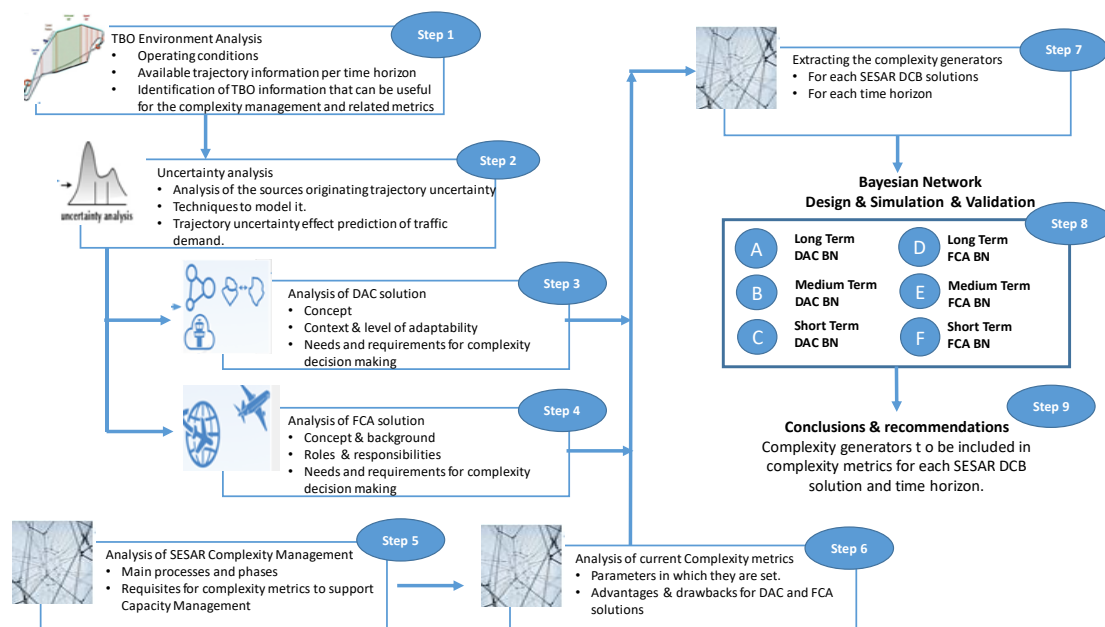 Step 1
TBO Environment Analysis
• Operating conditions
• Available trajectory information per time horizon
• Identification of TBO information that can be useful
for the complexity management and related metrics
Step 2
Uncertainty analysis
• Analysis of the sources originating trajectory uncertainty
• Techniques to model it.
• Trajectory uncertainty effect prediction of traffic
demand.
uncertainty analysis
Step 3
Analysis of DAC solution
• Concept
• Context & level of adaptability
• Needs and requirements for complexity
decision making
Step 4
Analysis of FCA solution
• Concept & background
• Roles & responsibilities
• Needs and requirements for complexity
decision making
Step 5
Analysis of SESAR Complexity Management
• Main processes and phases
• Requisites for complexity metrics to support
Capacity Management
Step 6
Analysis of current Complexity metrics
• Parameters in which they are set.
• Advantages & drawbacks for DAC and FCA
solutions
Step 7
Extracting the complexity generators
• For each SESAR DCB solutions
• For each time horizon
Bayesian Network
Design & Simulation & Validation
Step 8
A
Long Term
DAC BN
B
Medium Term
DAC BN
C
Short Term
DAC BN
D
Long Term
FCA BN
E
Medium Term
FCA BN
F
Short Term
FCA BN
Step 9
Conclusions & recommendations
Complexity generators t o be included in
complexity metrics for each SESAR DCB
solution and time horizon.